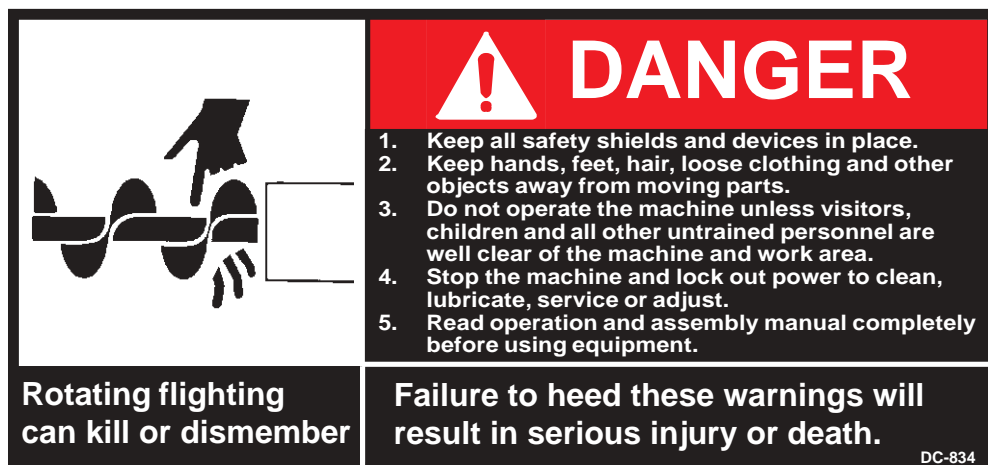 DANGER
1. Keep all safety shields and devices in place.
2. Keep hands, feet, hair, loose clothing and other
objects away from moving parts.
3. Do not operate the machine unless visitors,
children and all other untrained personnel are
well clear of the machine and work area.
4. Stop the machine and lock out power to clean,
lubricate, service or adjust.
5. Read operation and assembly manual completely
before using equipment.
Rotating flighting
can kill or dismember
Failure to heed these warnings will
result in serious injury or death.
DC-834